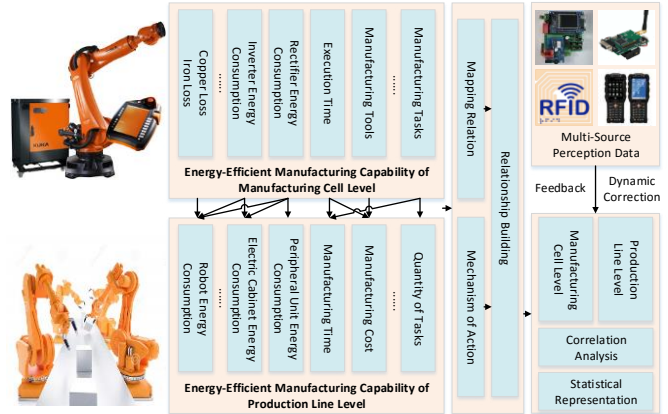 Copper Loss
Iron Loss
......
Inverter Energy
Consumption
Rectifier Energy
Consumption
Execution Time
Manufacturing Tools
......
Manufacturing Tasks
Energy-Efficient Manufacturing Capability of
Manufacturing Cell Level
Robot Energy
Consumption
......
Electric Cabinet Energy
Consumption
Peripheral Unit Energy
Consumption
Manufacturing Time
Manufacturing Cost
......
Quantity of Tasks
Energy-Efficient Manufacturing Capability of
Production Line Level
Mapping Relation
Mechanism of Action
Relationship Building
RFID
Multi-Source
Perception Data
Feedback
Dynamic
Correction
Manufacturing
Cell Level
Production
Line Level
Correlation
Analysis
Statistical
Representation
KUKA